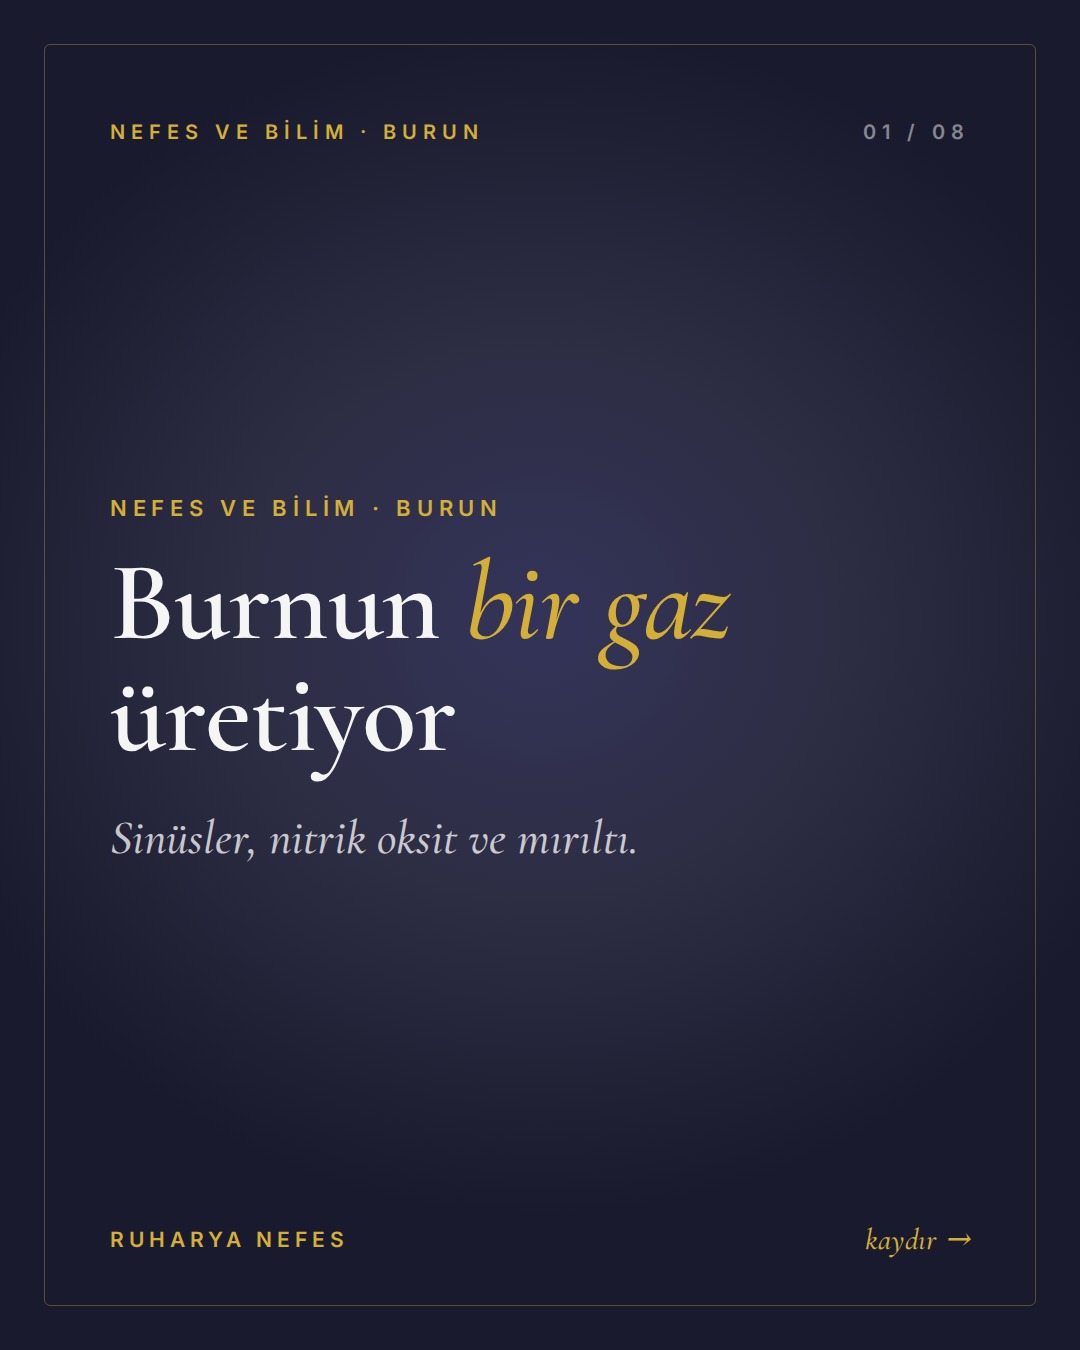 NEFES VE BİLİM · BURUN
01 / 08
NEFES VE BİLİM · BURUN
Burnun bir gaz
üretiyor
Sinüsler, nitrik oksit ve mırıltı.
RUHARYA NEFES
kaydır →